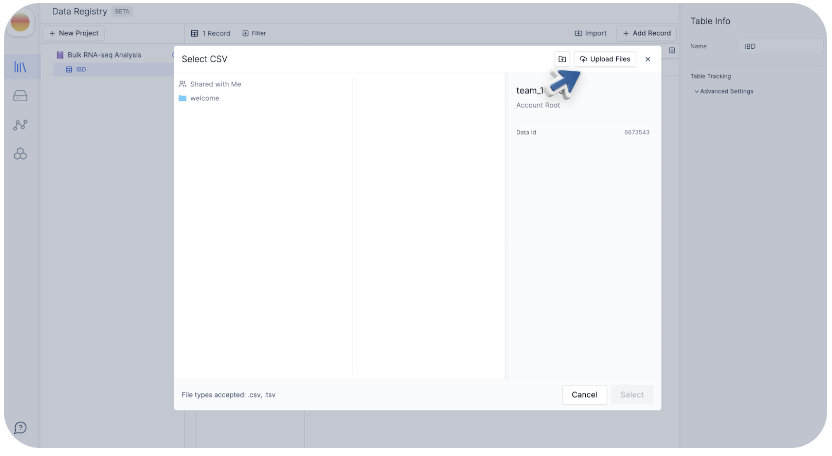 Data Registry BETA
+ New Project
1 Record
Filter
Import
+ Add Record
Table Info
Name
IBD
Table Tracking
Advanced Settings
Bulk RNA-seq Analysis
IBD
Select CSV
Upload Files
Shared with Me
welcome
team_1
Account Root
Data Id
6673543
File types accepted: .csv, .tsv
Cancel
Select